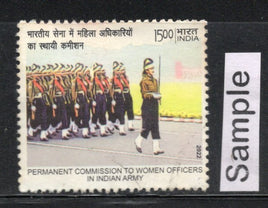 भारतीय सेना में महिला अधिकारियों
का स्थायी कमीशन
1500 भारत
INDIA
2022
PERMANENT COMMISSION TO WOMEN OFFICERS
IN INDIAN ARMY
Sample